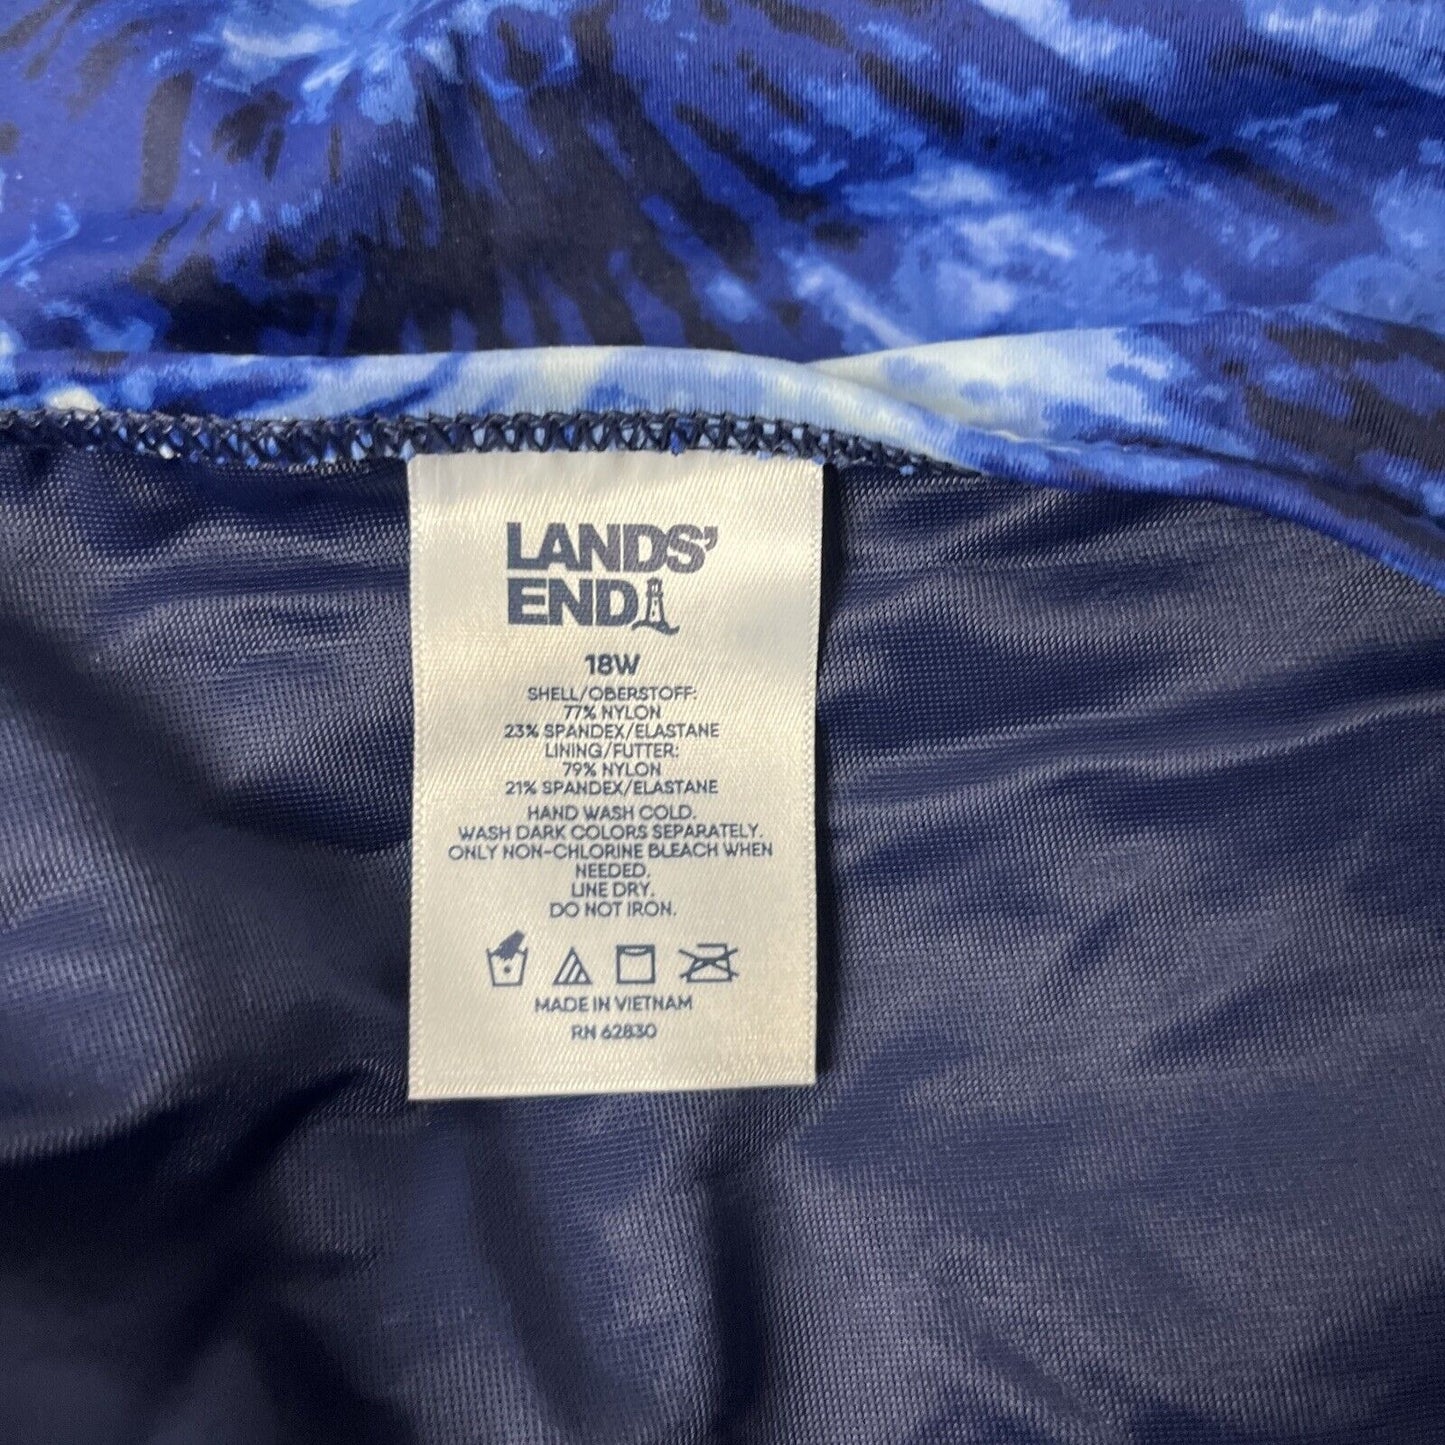 LANDS'
END
18W
SHELL/OBERSTOFF:
77% NYLON
23% SPANDEX/ELASTANE
LINING/FUTTER:
79% NYLON
21% SPANDEX/ELASTANE
HAND WASH COLD.
WASH DARK COLORS SEPARATELY.
ONLY NON-CHLORINE BLEACH WHEN
NEEDED.
LINE DRY.
DO NOT IRON.
MADE IN VIETNAM
RN 62830